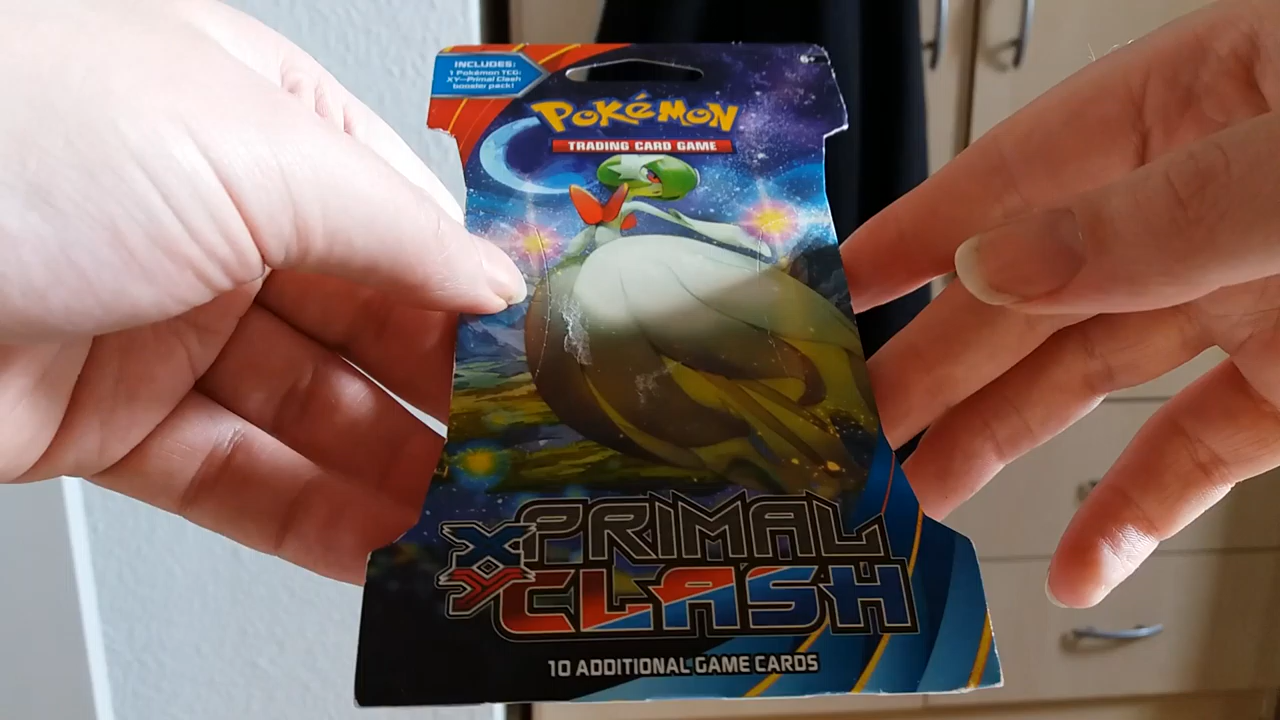 INCLUDES:
1 Pokémon TCG:
XY—Primal Clash
booster pack!
POKéMON
TRADING CARD GAME
XY PRIMAL
CLASH
10 ADDITIONAL GAME CARDS